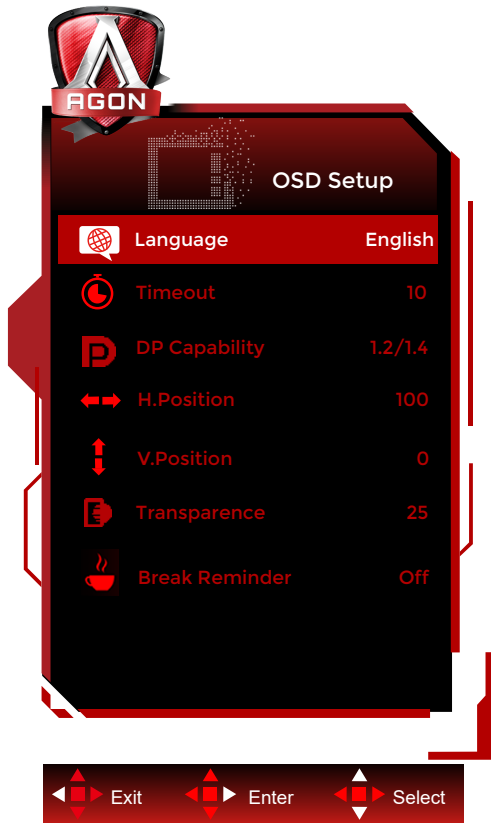 AGON
OSD Setup
Language English
Timeout 10
DP Capability 1.2/1.4
H.Position 100
V.Position 0
Transparence 25
Break Reminder Off
Exit Enter Select